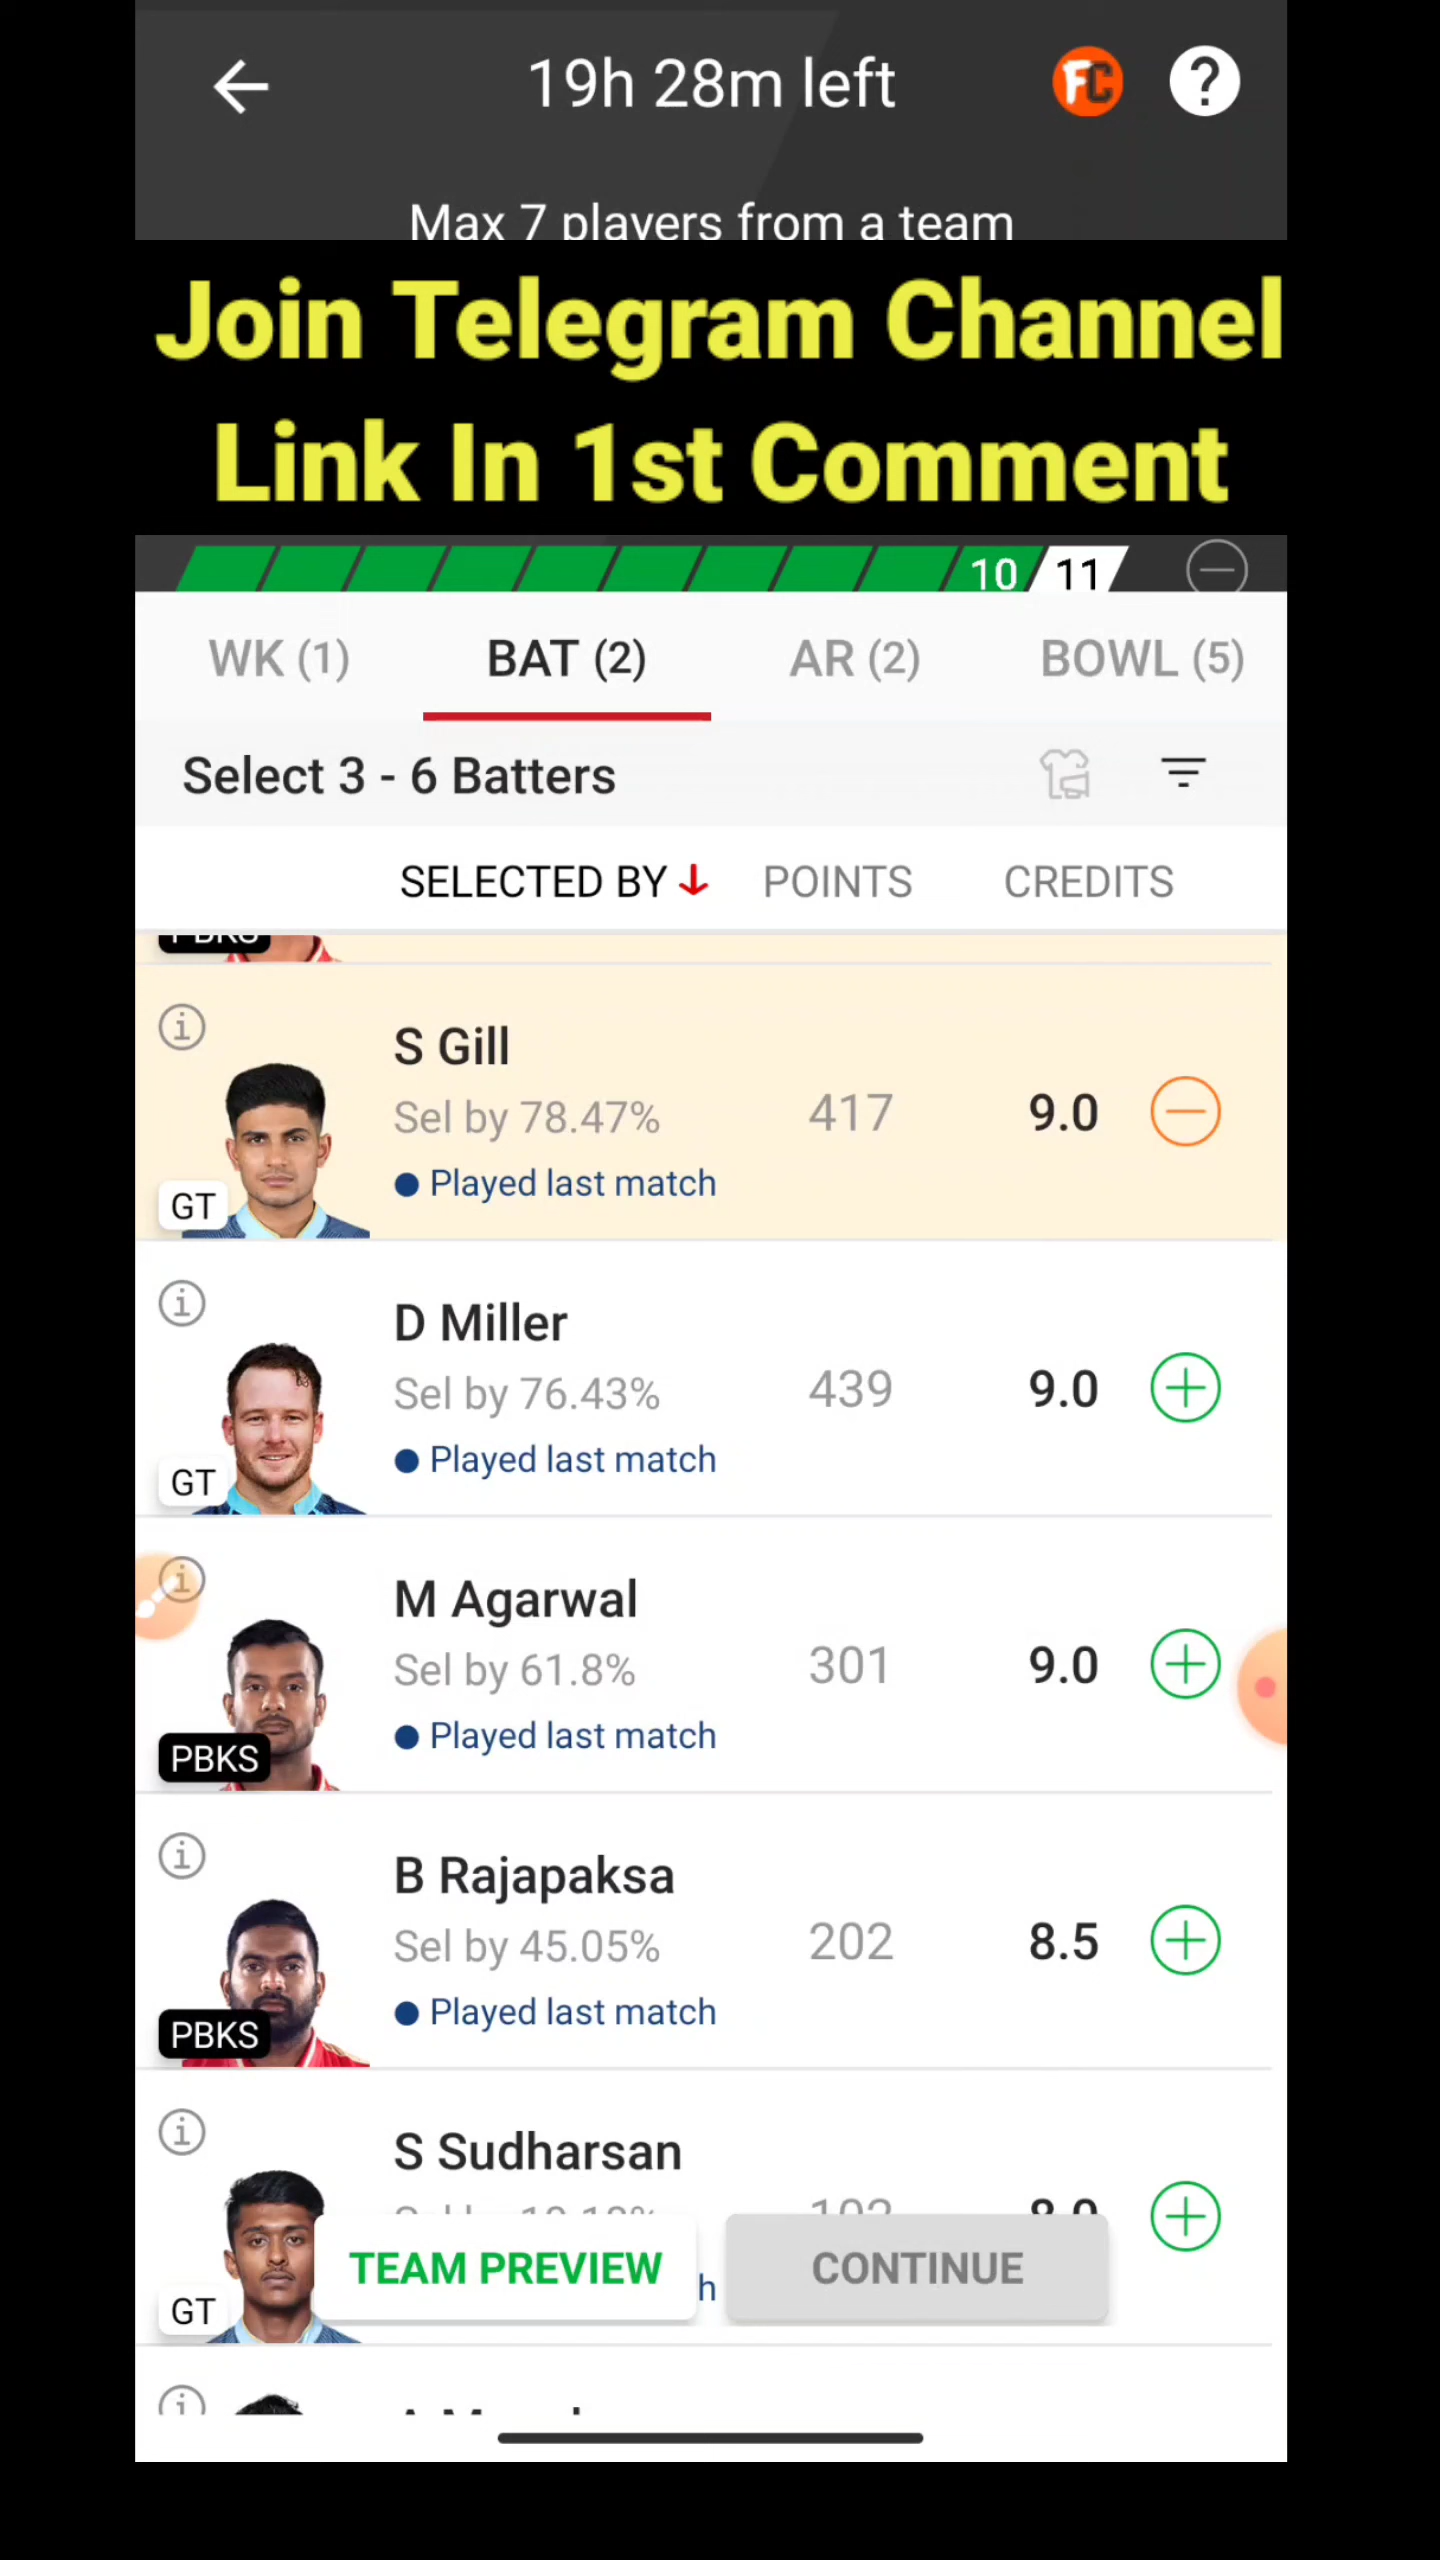 19h 28m left
FC
?
Max 7 players from a team
Join Telegram Channel
Link In 1st Comment
10 11
WK (1) BAT (2) AR (2) BOWL (5)
Select 3 - 6 Batters
SELECTED BY POINTS CREDITS
PBKS
S Gill
Sel by 78.47% 417 9.0
Played last match
GT
D Miller
Sel by 76.43% 439 9.0
Played last match
GT
M Agarwal
Sel by 61.8% 301 9.0
Played last match
PBKS
B Rajapaksa
Sel by 45.05% 202 8.5
Played last match
PBKS
S Sudharsan
TEAM PREVIEW h CONTINUE
GT